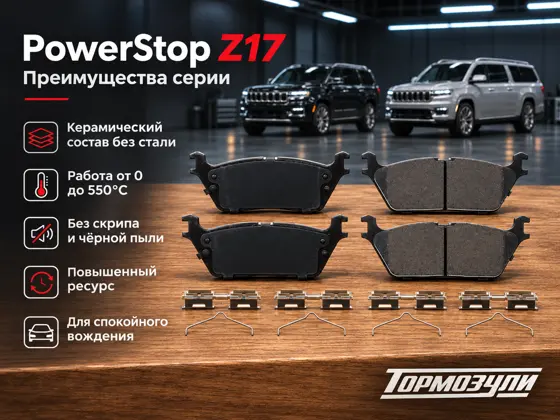 PowerStop Z17
Преимущества серии
Керамический
состав без стали
Работа от 0
до 550°C
Без скрипа
и чёрной пыли
Повышенный
ресурс
Для спокойного
вождения
ТОРМОЗУПИ